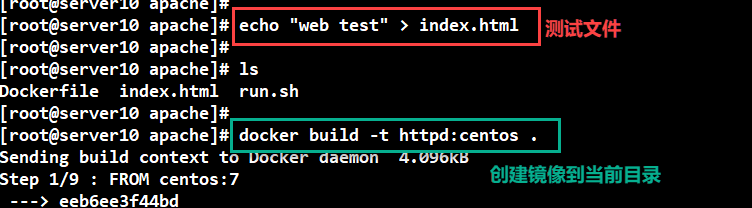 [root@server10 apache]#
[root@server10 apache]# echo "web test" > index.html 测试文件
[root@server10 apache]#
[root@server10 apache]# ls
Dockerfile  index.html  run.sh
[root@server10 apache]#
[root@server10 apache]# docker build -t httpd:centos .
Sending build context to Docker daemon  4.096kB
创建镜像到当前目录
Step 1/9 : FROM centos:7
 ---> eeb6ee3f44bd